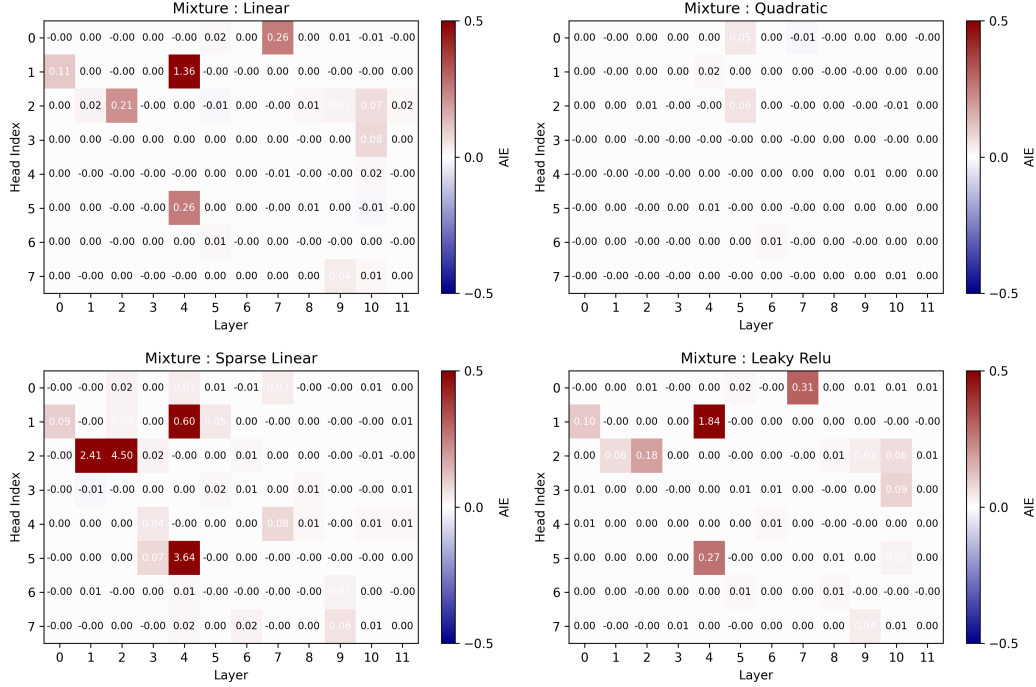 Mixture : Linear
0 -0.00 0.00 -0.00 -0.00 -0.00 0.02 -0.00 0.26 -0.00 0.01 -0.01 -0.00
1 0.11 0.00 -0.00 0.00 1.36 -0.00 0.00 -0.00 0.00 0.00 -0.00 -0.00
2 0.00 0.02 0.21 -0.00 0.00 -0.01 -0.00 -0.00 0.01 0.07 0.02
3 0.00 -0.00 0.00 0.00 -0.00 0.00 -0.00 0.00 -0.00 0.00 0.08 0.00
4 0.00 -0.00 -0.00 0.00 -0.00 -0.00 0.00 -0.01 0.00 -0.00 0.02 -0.00
5 0.00 0.00 -0.00 -0.00 0.26 -0.00 0.00 -0.00 0.01 0.00 -0.01 -0.00
6 0.00 0.00 -0.00 -0.00 0.00 0.01 -0.00 0.00 -0.00 0.00 -0.00 0.00
7 0.00 -0.00 0.00 0.00 -0.00 0.00 -0.00 -0.00 -0.00 0.04 0.01 0.00
0 1 2 3 4 5 6 7 8 9 10 11
Layer
Head Index
0.5
0.0
−0.5
AIE
Mixture : Quadratic
0 -0.00 0.00 -0.00 0.00 -0.00 0.05 -0.00 -0.01 -0.00 0.00 -0.00 0.00
1 -0.00 0.00 -0.00 -0.00 0.02 -0.00 0.00 -0.00 0.00 0.00 0.00 0.00
2 -0.00 -0.00 0.01 -0.00 0.00 0.06 0.00 -0.00 -0.00 -0.00 -0.01 0.00
3 -0.00 0.00 -0.00 -0.00 -0.00 0.00 -0.00 0.00 0.00 0.00 -0.00 0.00
4 -0.00 0.00 -0.00 0.00 -0.00 0.00 0.00 -0.00 -0.00 0.01 0.00 0.00
5 -0.00 0.00 -0.00 -0.00 0.01 -0.00 0.00 0.00 -0.00 -0.00 -0.00 0.00
6 -0.00 0.00 0.00 -0.00 -0.00 0.00 0.01 0.00 -0.00 0.00 0.00 0.00
7 -0.00 0.00 -0.00 -0.00 -0.00 -0.00 -0.00 0.00 -0.00 -0.00 0.01 0.00
0 1 2 3 4 5 6 7 8 9 10 11
Layer
Head Index
0.5
0.0
−0.5
AIE
Mixture : Sparse Linear
0 -0.00 -0.00 0.02 0.00 0.03 0.01 -0.01 0.03 -0.00 -0.00 0.01 0.00
1 0.09 -0.00 0.03 -0.00 0.60 0.05 0.00 0.00 -0.00 0.00 -0.00 0.01
2 -0.00 2.41 4.50 0.02 -0.00 -0.00 0.01 -0.00 0.00 -0.00 0.00 0.00
3 -0.00 -0.01 -0.00 0.00 -0.00 0.02 0.01 -0.00 0.01 -0.00 -0.00 0.01
4 -0.00 0.00 0.00 0.04 -0.00 0.00 -0.00 0.08 0.01 -0.00 0.01 0.01
5 -0.00 0.00 0.00 0.07 3.64 -0.00 0.00 0.00 -0.00 0.00 0.00 0.00
6 -0.00 0.01 -0.00 0.00 0.01 -0.00 0.00 0.00 -0.00 -0.00 0.00
7 -0.00 -0.00 0.00 0.00 0.02 -0.00 0.02 -0.00 0.00 0.06 0.01 0.00
0 1 2 3 4 5 6 7 8 9 10 11
Layer
Head Index
0.5
0.0
−0.5
AIE
Mixture : Leaky Relu
0 -0.00 -0.00 0.01 -0.00 0.00 0.02 -0.00 0.31 0.00 0.01 0.01 0.01
1 0.10 -0.00 0.00 0.00 1.84 -0.00 0.00 -0.00 0.00 0.00 -0.00 0.00
2 0.00 0.06 0.18 0.00 0.00 0.00 -0.00 -0.00 0.01 0.03 0.06 0.01
3 0.01 0.00 -0.00 0.00 -0.00 0.01 0.01 -0.00 0.00 -0.00 0.09 0.00
4 0.01 0.00 -0.00 -0.00 -0.00 0.00 0.01 -0.00 -0.00 0.00 0.00 0.00
5 -0.00 0.00 0.00 -0.00 0.27 -0.00 0.00 0.00 -0.00 0.00 0.00
6 0.01 -0.00 0.00 -0.00 -0.00 0.01 -0.00 0.00 0.01 -0.00 0.00 0.00
7 0.00 -0.00 -0.00 -0.01 0.00 -0.00 0.00 0.00 -0.00 0.04 0.01 0.00
0 1 2 3 4 5 6 7 8 9 10 11
Layer
Head Index
0.5
0.0
−0.5
AIE